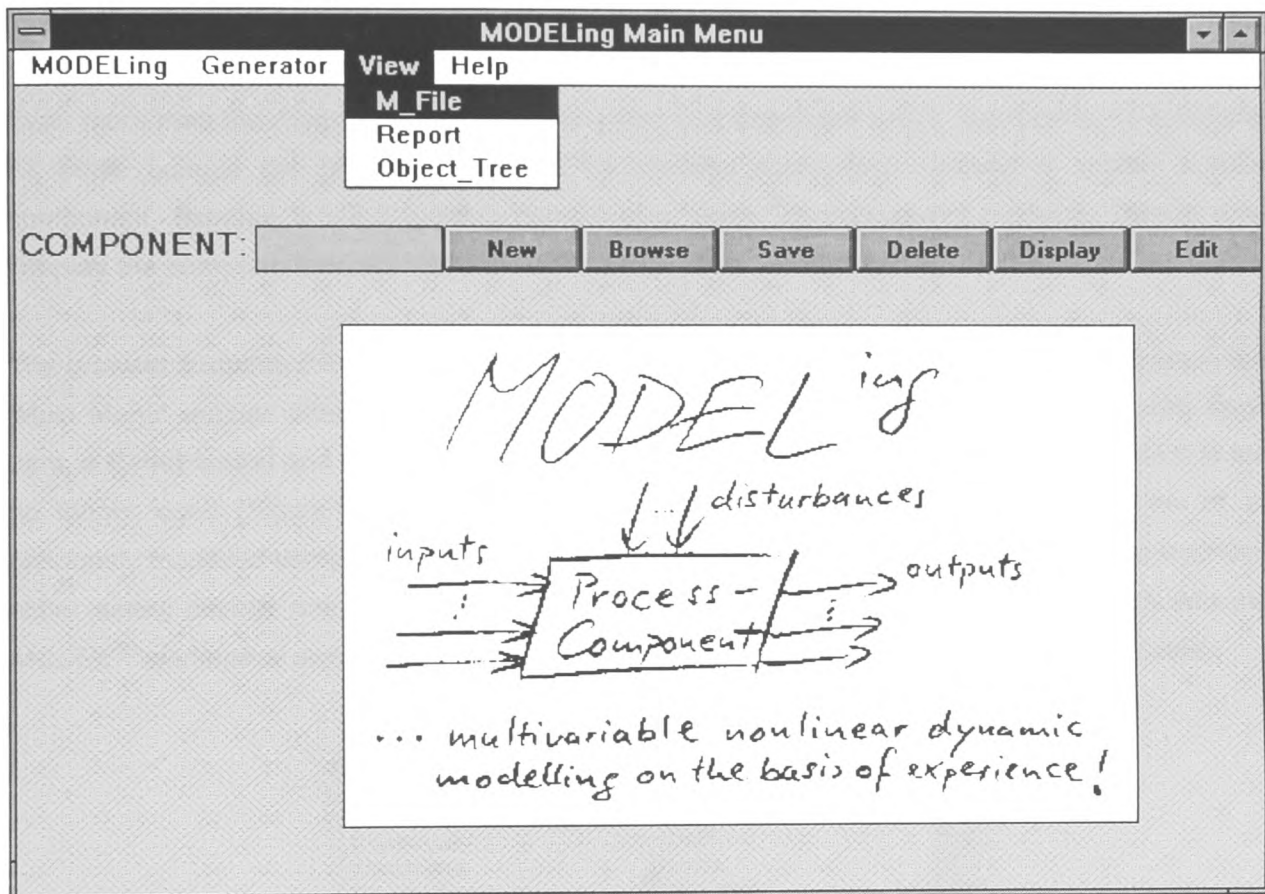 MODELing Main Menu
MODELing Generator View Help
M_File
Report
Object_Tree
COMPONENT: New Browse Save Delete Display Edit
MODELing
disturbances
inputs
outputs
Process-
Component
... multivariable nonlinear dynamic
modelling on the basis of experience!